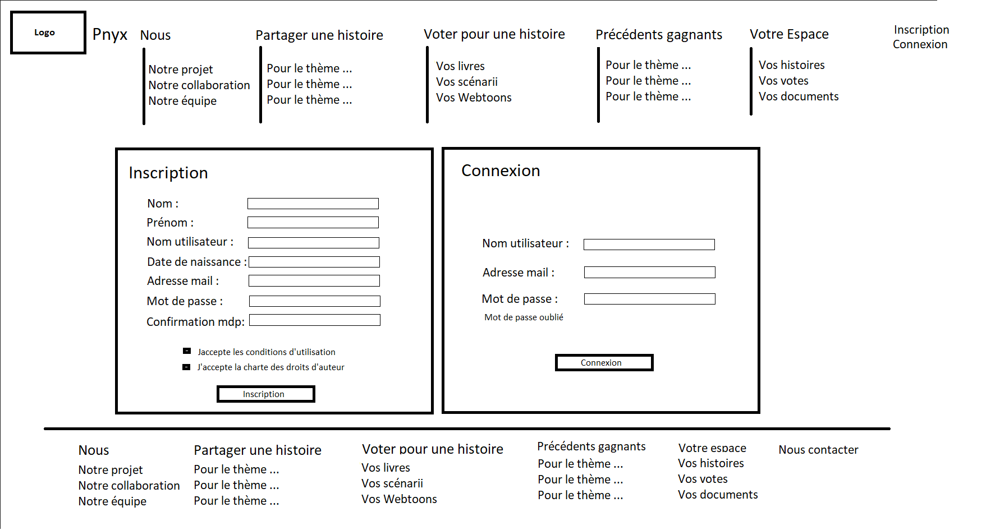 Logo
Pnyx
Nous
Notre projet
Notre collaboration
Notre équipe
Partager une histoire
Pour le thème ...
Pour le thème ...
Pour le thème ...
Voter pour une histoire
Vos livres
Vos scénarii
Vos Webtoons
Précédents gagnants
Pour le thème ...
Pour le thème ...
Pour le thème ...
Votre Espace
Vos histoires
Vos votes
Vos documents
Inscription
Connexion
Inscription
Nom :
Prénom :
Nom utilisateur :
Date de naissance :
Adresse mail :
Mot de passe :
Confirmation mdp:
Jaccepte les conditions d'utilisation
J'accepte la charte des droits d'auteur
Inscription
Connexion
Nom utilisateur :
Adresse mail :
Mot de passe :
Mot de passe oublié
Connexion
Nous
Notre projet
Notre collaboration
Notre équipe
Partager une histoire
Pour le thème ...
Pour le thème ...
Pour le thème ...
Voter pour une histoire
Vos livres
Vos scénarii
Vos Webtoons
Précédents gagnants
Pour le thème ...
Pour le thème ...
Pour le thème ...
Votre espace
Vos histoires
Vos votes
Vos documents
Nous contacter